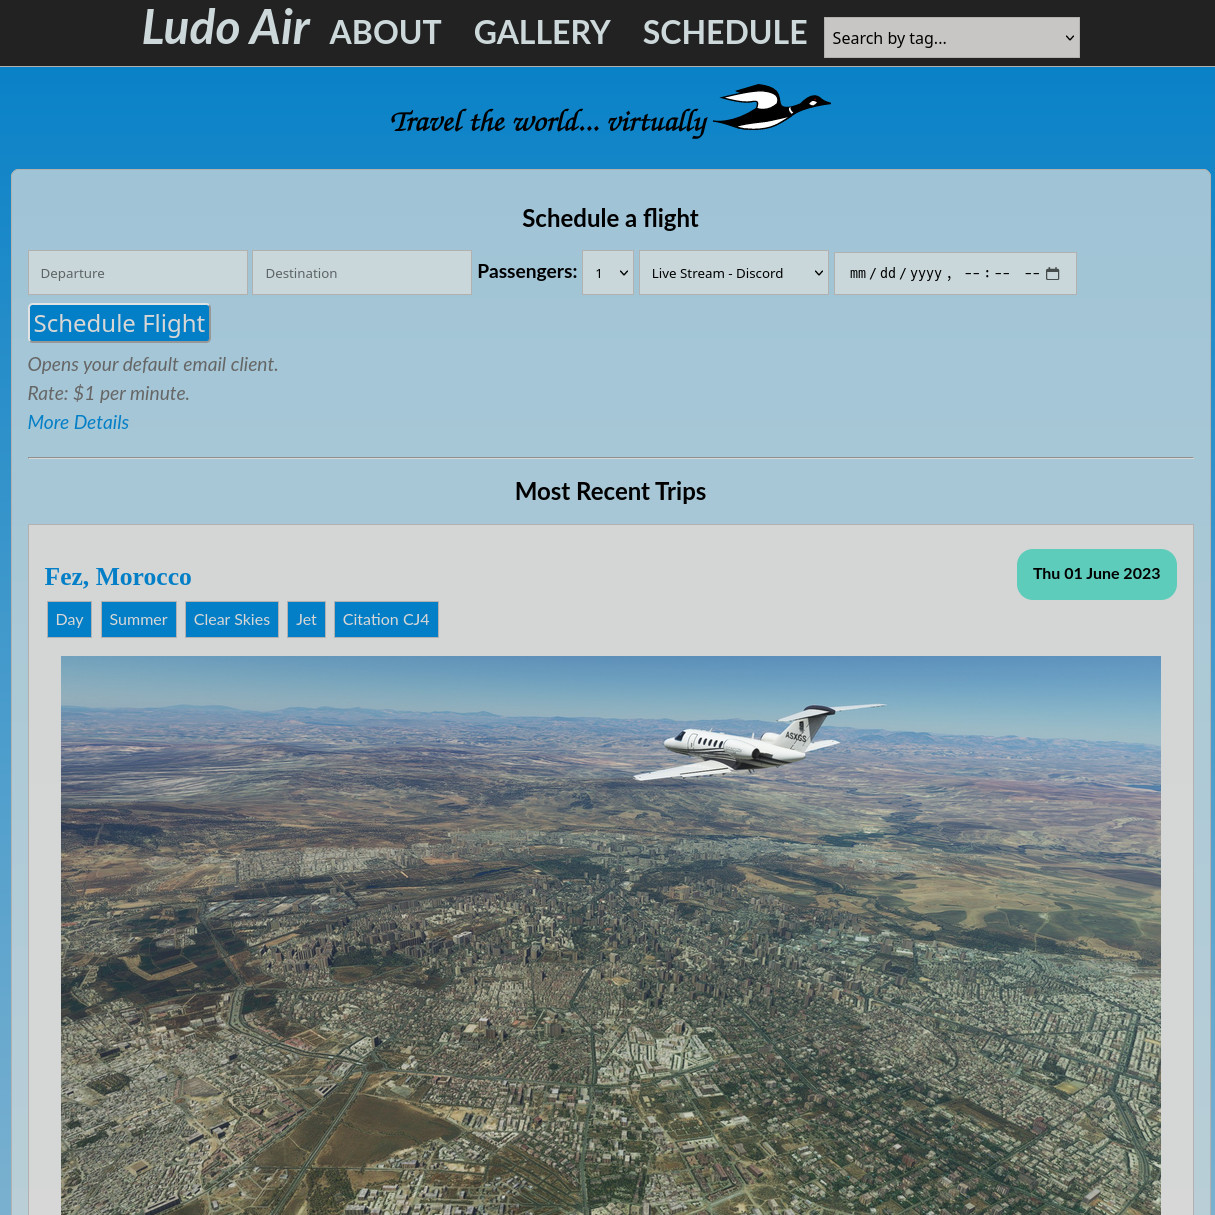 Ludo Air ABOUT GALLERY SCHEDULE Search by tag...
Travel the world... virtually
Schedule a flight
Departure Destination Passengers: 1 Live Stream - Discord mm/dd/yyyy, --:-- --
Schedule Flight
Opens your default email client.
Rate: $1 per minute.
More Details
Most Recent Trips
Fez, Morocco Thu 01 June 2023
Day Summer Clear Skies Jet Citation CJ4
ASXGS